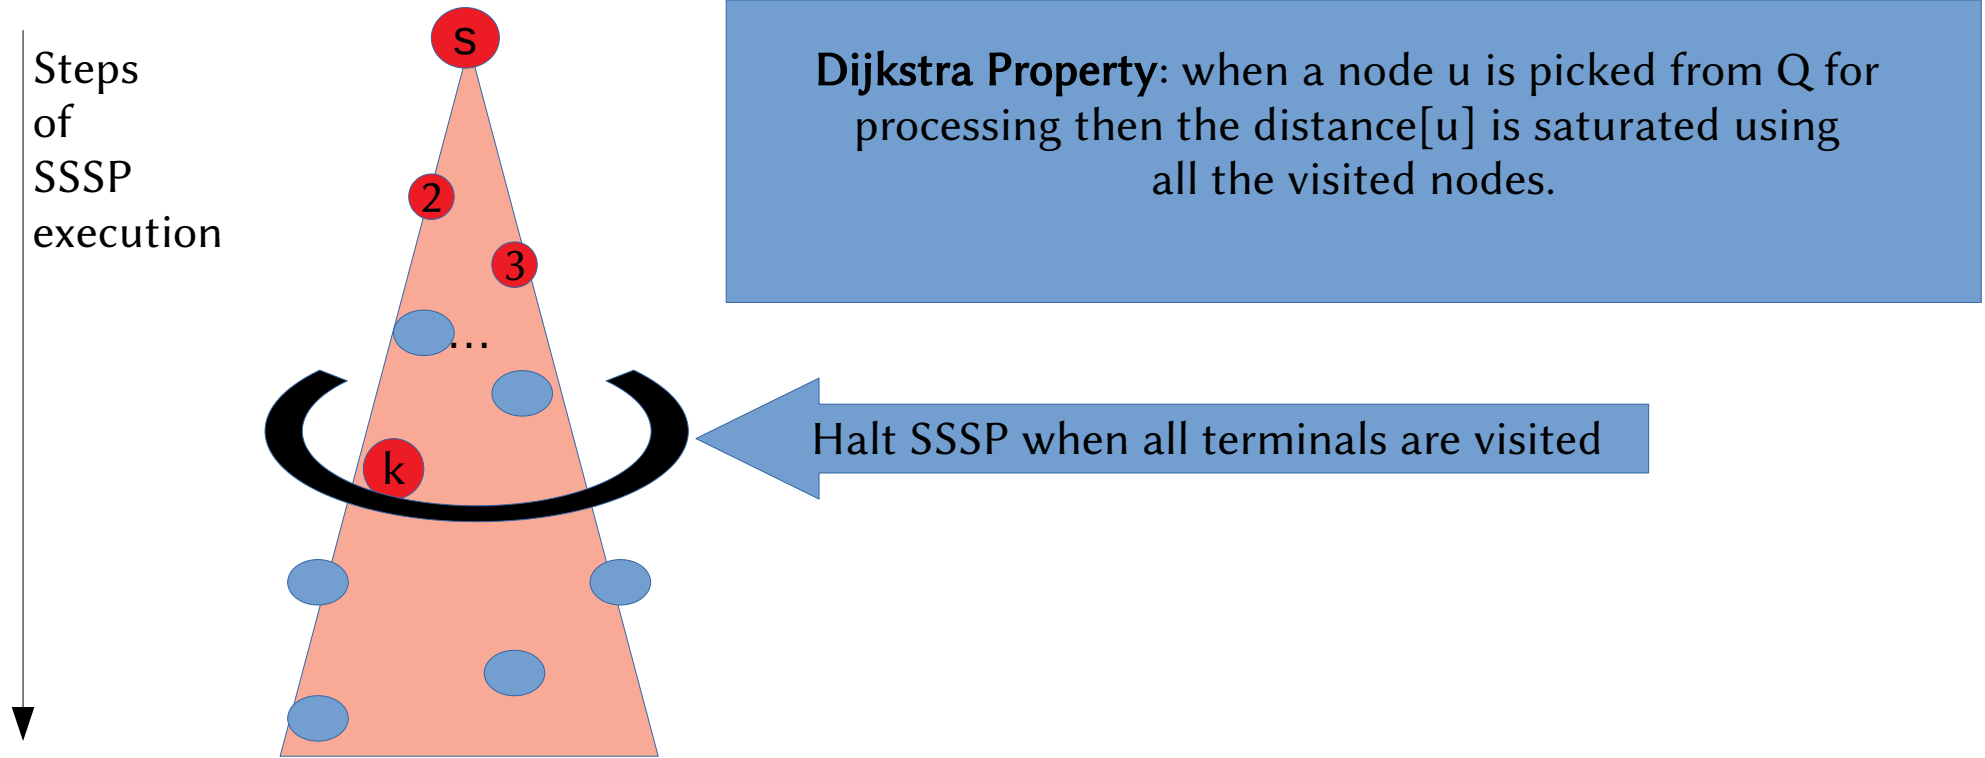 s
Steps
of
SSSP
execution
Dijkstra Property: when a node u is picked from Q for
processing then the distance[u] is saturated using
all the visited nodes.
2
3
...
Halt SSSP when all terminals are visited
k